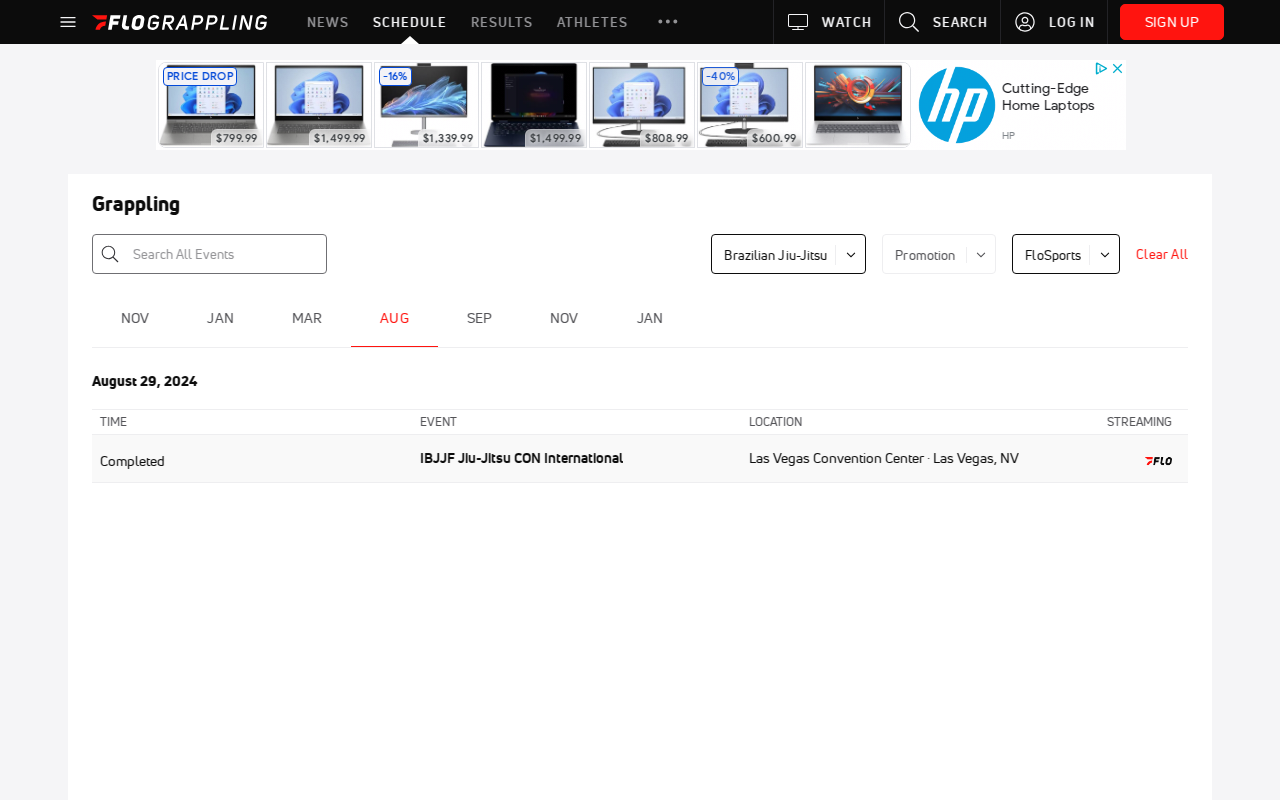 FLOGRAPPLING
NEWS
SCHEDULE
RESULTS
ATHLETES
WATCH
SEARCH
LOG IN
SIGN UP
PRICE DROP
$799.99
$1,499.99
-16%
$1,339.99
$1,499.99
$808.99
-40%
$600.99
hp
Cutting-Edge
Home Laptops
HP
Grappling
Search All Events
Brazilian Jiu-Jitsu
Promotion
FloSports
Clear All
NOV
JAN
MAR
AUG
SEP
NOV
JAN
August 29, 2024
TIME
EVENT
LOCATION
STREAMING
Completed
IBJJF Jiu-Jitsu CON International
Las Vegas Convention Center · Las Vegas, NV
FLO